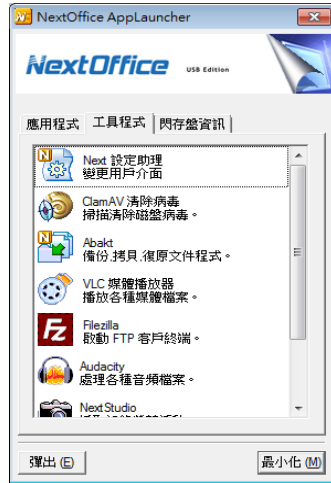 NextOffice AppLauncher
NextOffice USB Edition
應用程式 工具程式 閃存盤資訊
Next 設定助理
變更用戶介面
ClamAV 清除病毒
掃描清除磁盤病毒。
Abakt
備份,拷貝,復原文件程式。
VLC 媒體播放器
播放各種媒體檔案。
Filezilla
啟動 FTP 客戶終端。
Audacity
處理各種音頻檔案。
NextStudio
彈出 (E) 最小化 (M)